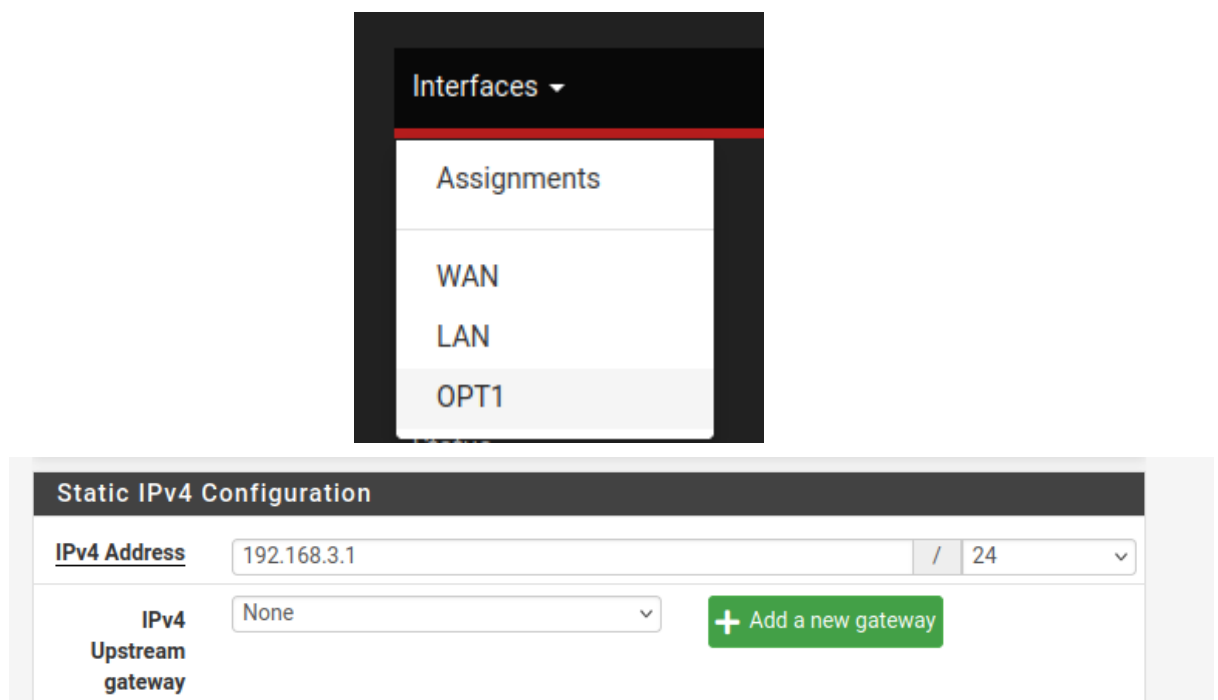 Interfaces
Assignments
WAN
LAN
OPT1
Static IPv4 Configuration
IPv4 Address 192.168.3.1 / 24
IPv4 Upstream gateway None Add a new gateway